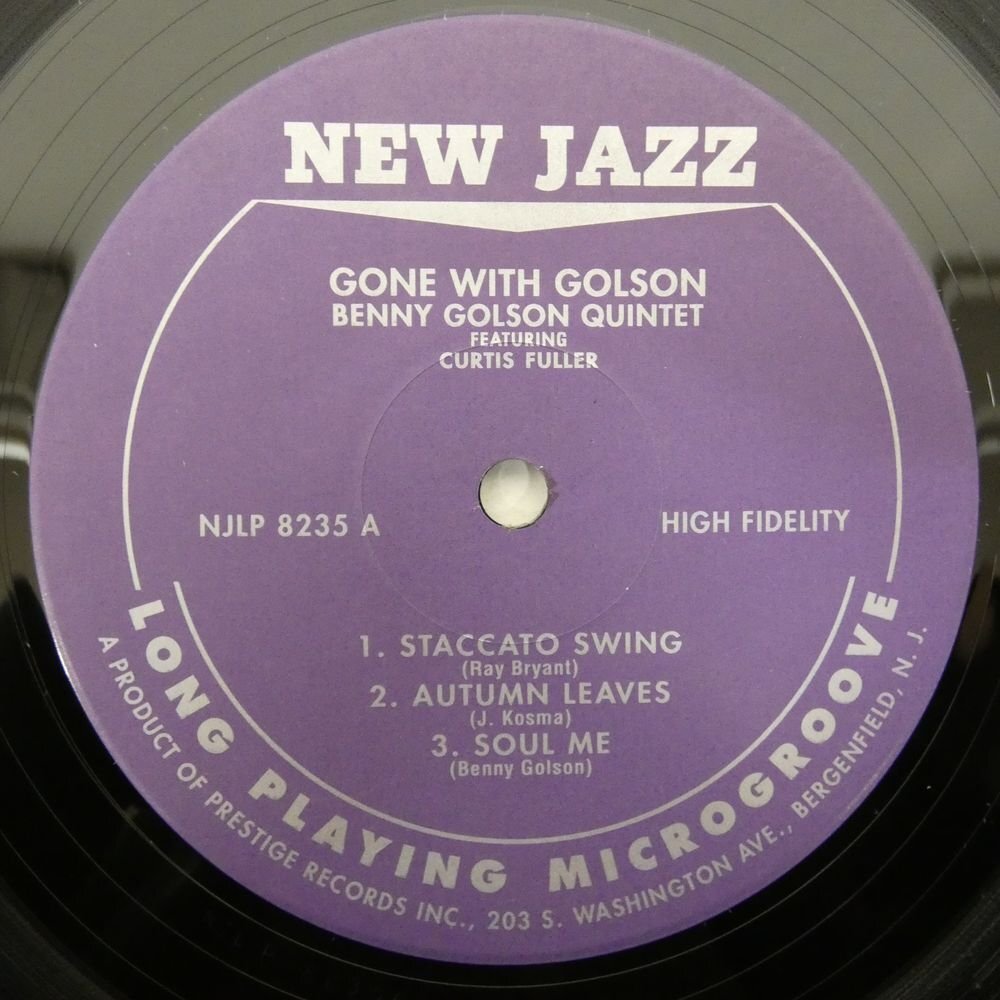 NEW JAZZ
GONE WITH GOLSON
BENNY GOLSON QUINTET
FEATURING
CURTIS FULLER
NJLP 8235 A
HIGH FIDELITY
1. STACCATO SWING
(Ray Bryant)
2. AUTUMN LEAVES
(J. Kosma)
3. SOUL ME
(Benny Golson)
LONG PLAYING MICROGROOVE
A PRODUCT OF PRESTIGE RECORDS INC., 203 S. WASHINGTON AVE., BERGENFIELD, N. J.